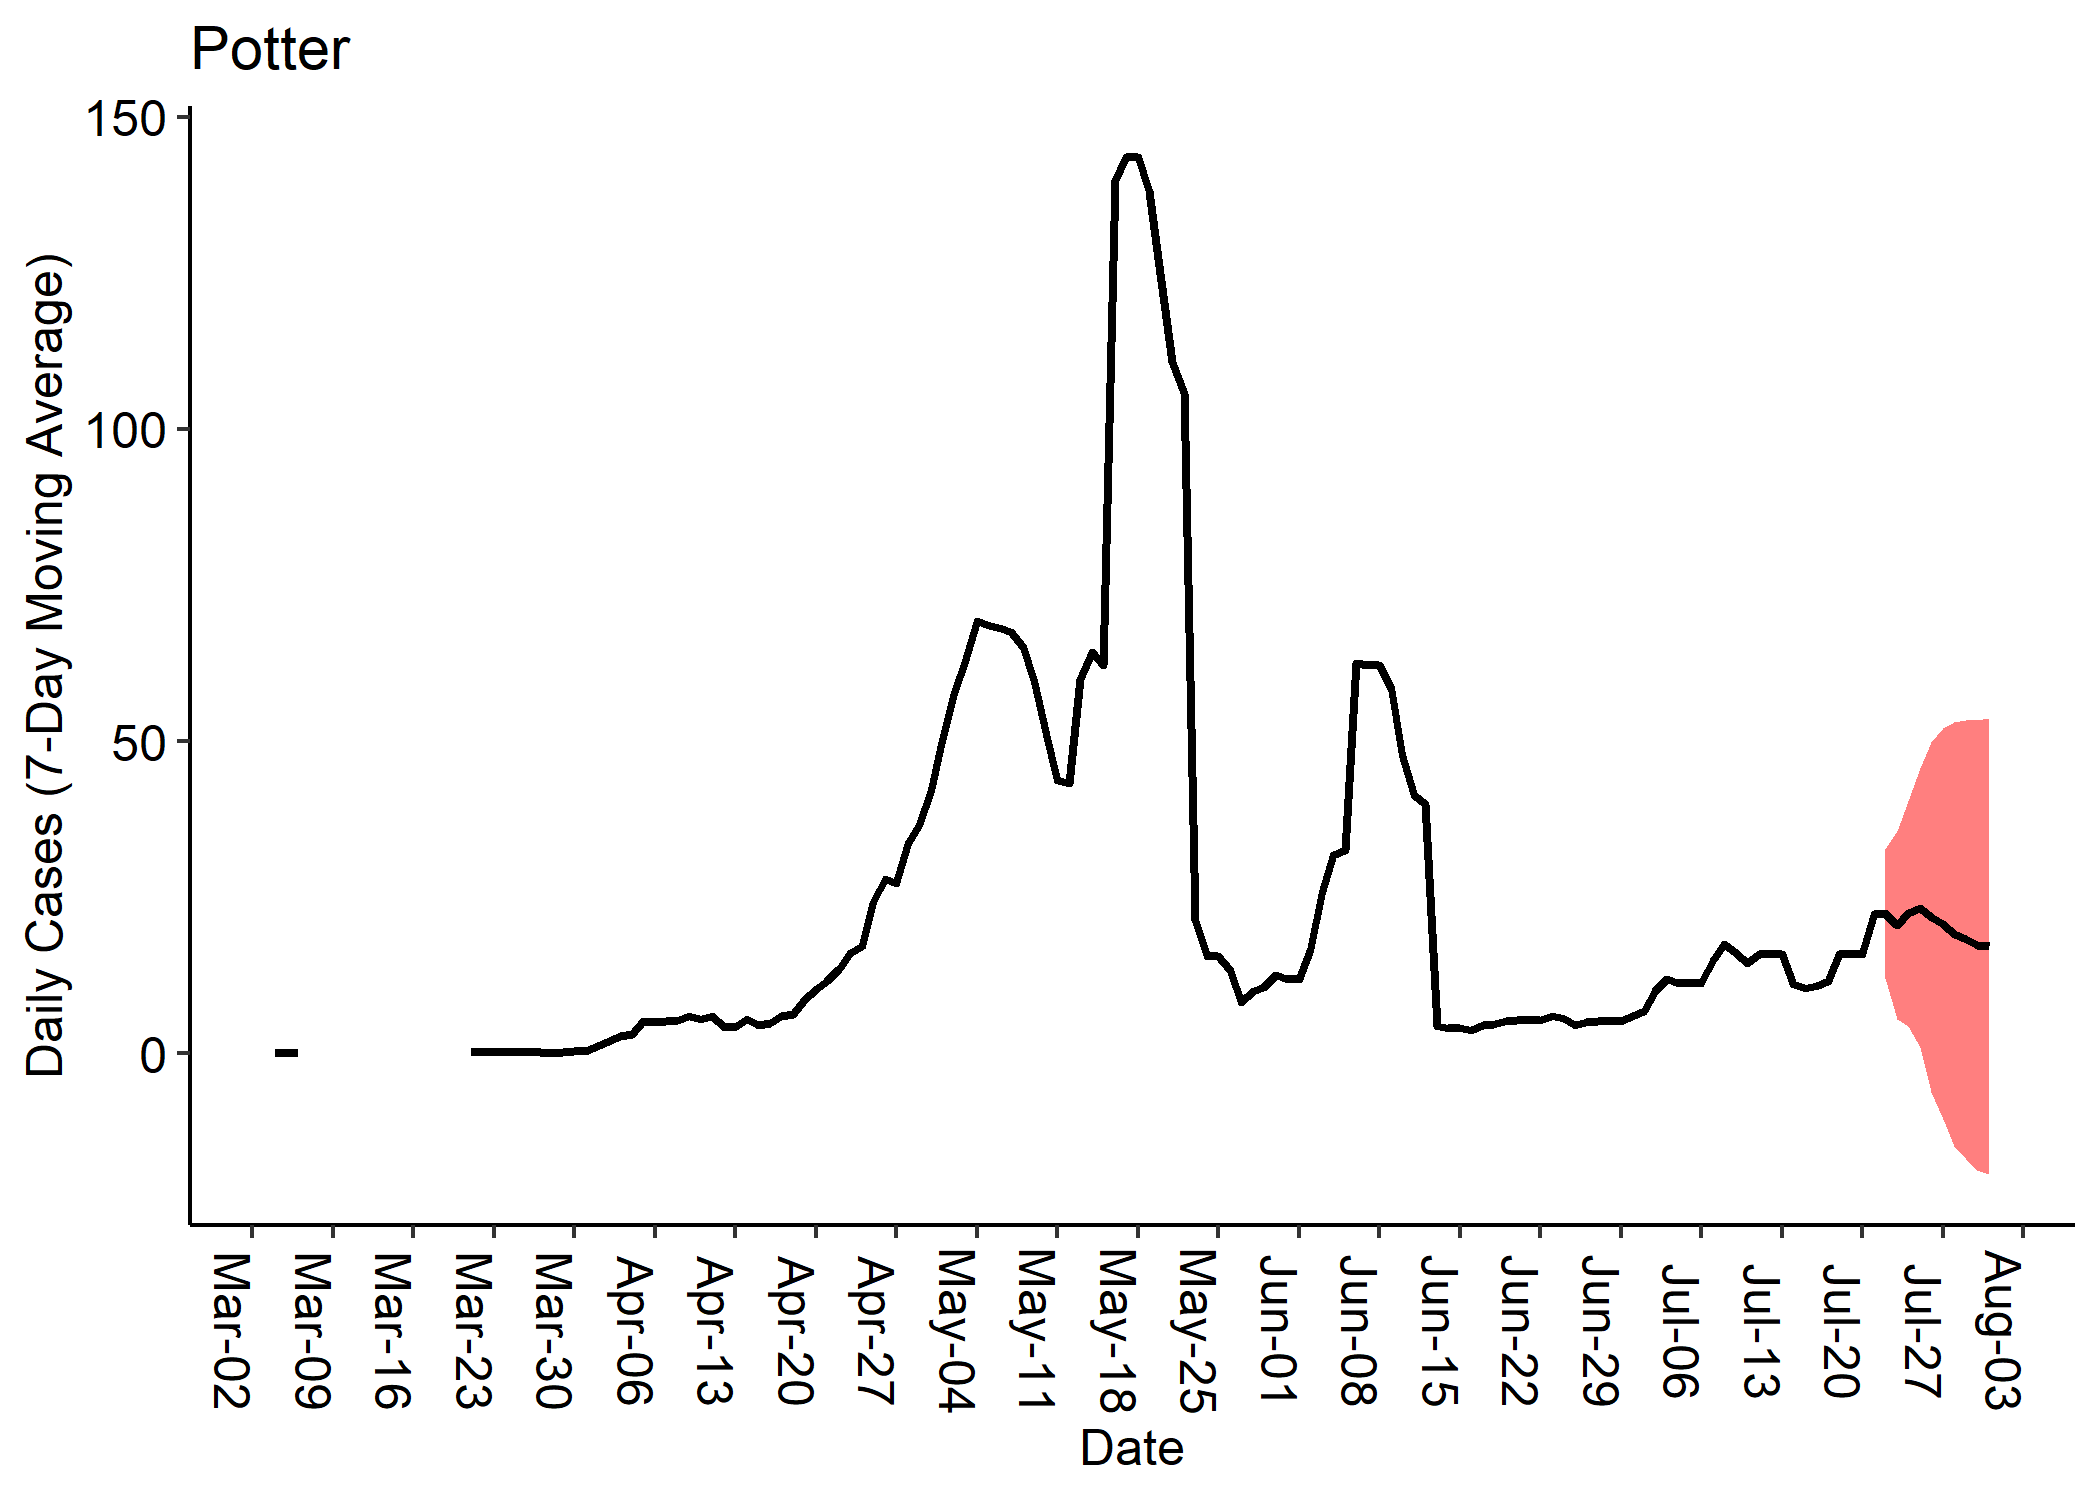 Potter
Daily Cases (7-Day Moving Average)
150
100
50
0
Mar-02
Mar-09
Mar-16
Mar-23
Mar-30
Apr-06
Apr-13
Apr-20
Apr-27
May-04
May-11
May-18
May-25
Jun-01
Jun-08
Jun-15
Jun-22
Jun-29
Jul-06
Jul-13
Jul-20
Jul-27
Aug-03
Date